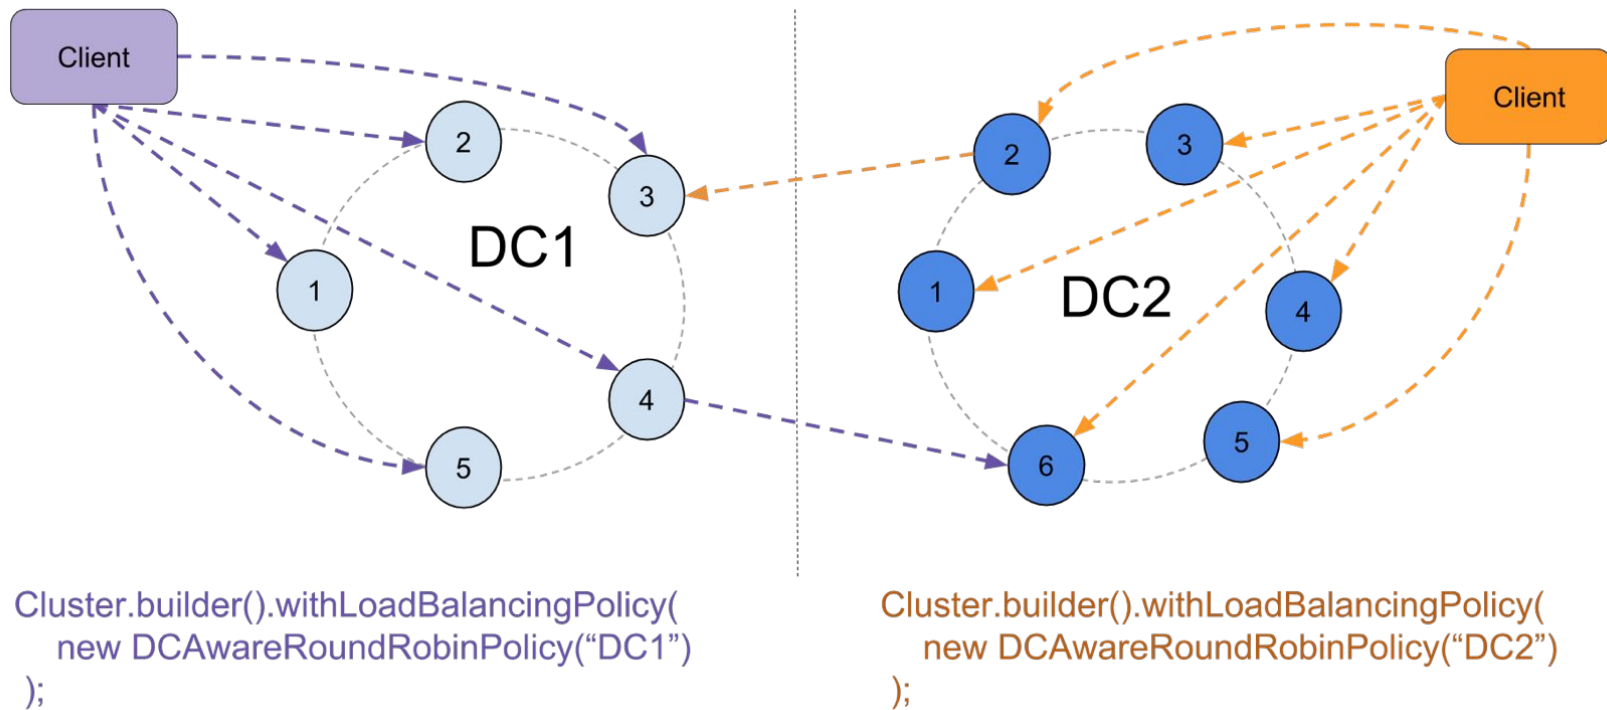 Client
2
3
DC1
1
4
5
Client
2
3
1
DC2
4
5
6
Cluster.builder().withLoadBalancingPolicy(
new DCAwareRoundRobinPolicy(“DC1”)
);
Cluster.builder().withLoadBalancingPolicy(
new DCAwareRoundRobinPolicy(“DC2”)
);